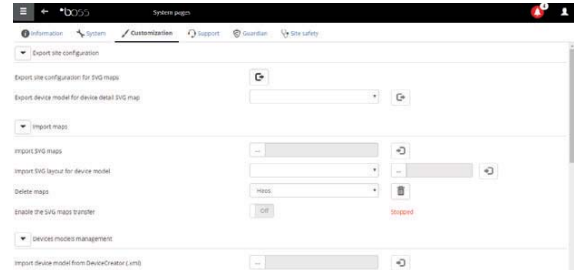 boss System pages 4
Information System Customization Support Guardian Site safety
Export site configuration
Export site configuration for SVG maps
Export device model for device detail SVG map
Import maps
Import SVG maps ...
Import SVG layout for device model ...
Delete maps
Enable the SVG maps transfer Off Stopped
Devices models management
Import device model from DeviceCreator (.xml) ...